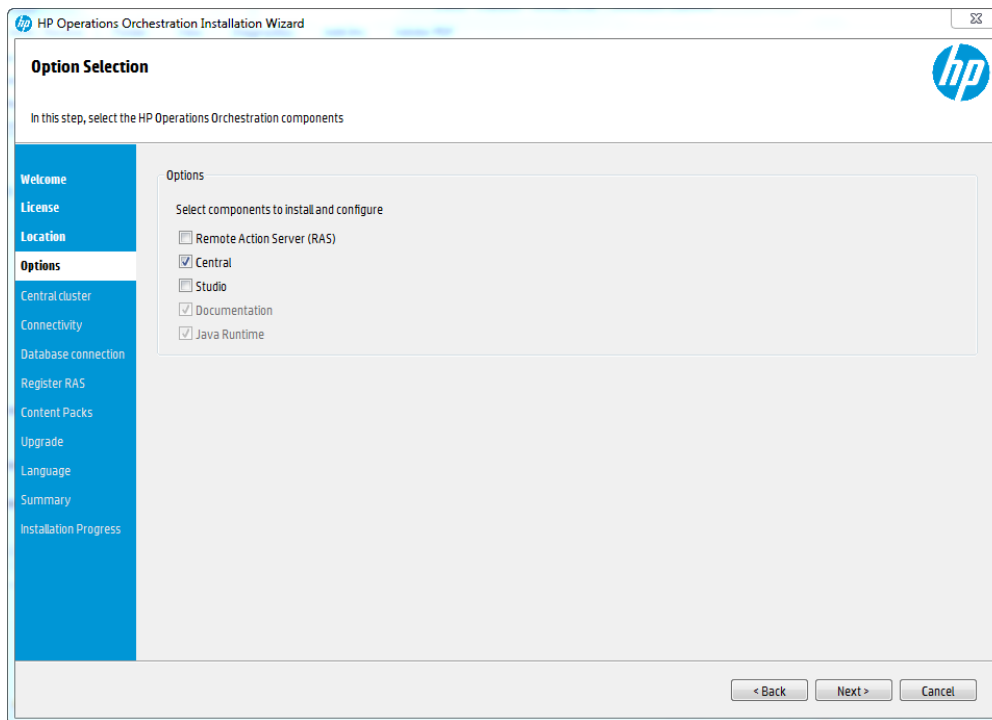 HP Operations Orchestration Installation Wizard
Option Selection
hp
In this step, select the HP Operations Orchestration components
Welcome
License
Location
Options
Central cluster
Connectivity
Database connection
Register RAS
Content Packs
Upgrade
Language
Summary
Installation Progress
Options
Select components to install and configure
Remote Action Server (RAS)
Central
Studio
Documentation
Java Runtime
< Back
Next >
Cancel